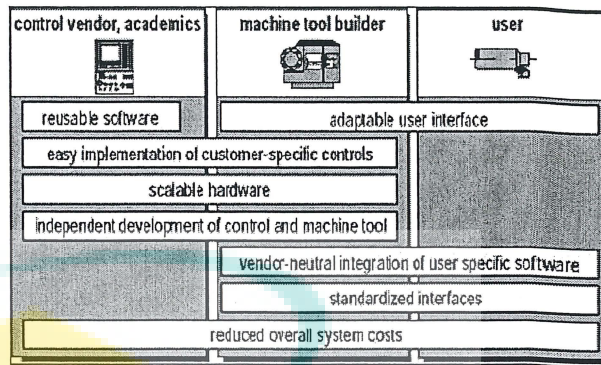 control vendor, academics
machine tool builder
user
reusable software
adaptable user interface
easy implementation of customer-specific controls
scalable hardware
independent development of control and machine tool
vendor-neutral integration of user specific software
standardized interfaces
reduced overall system costs